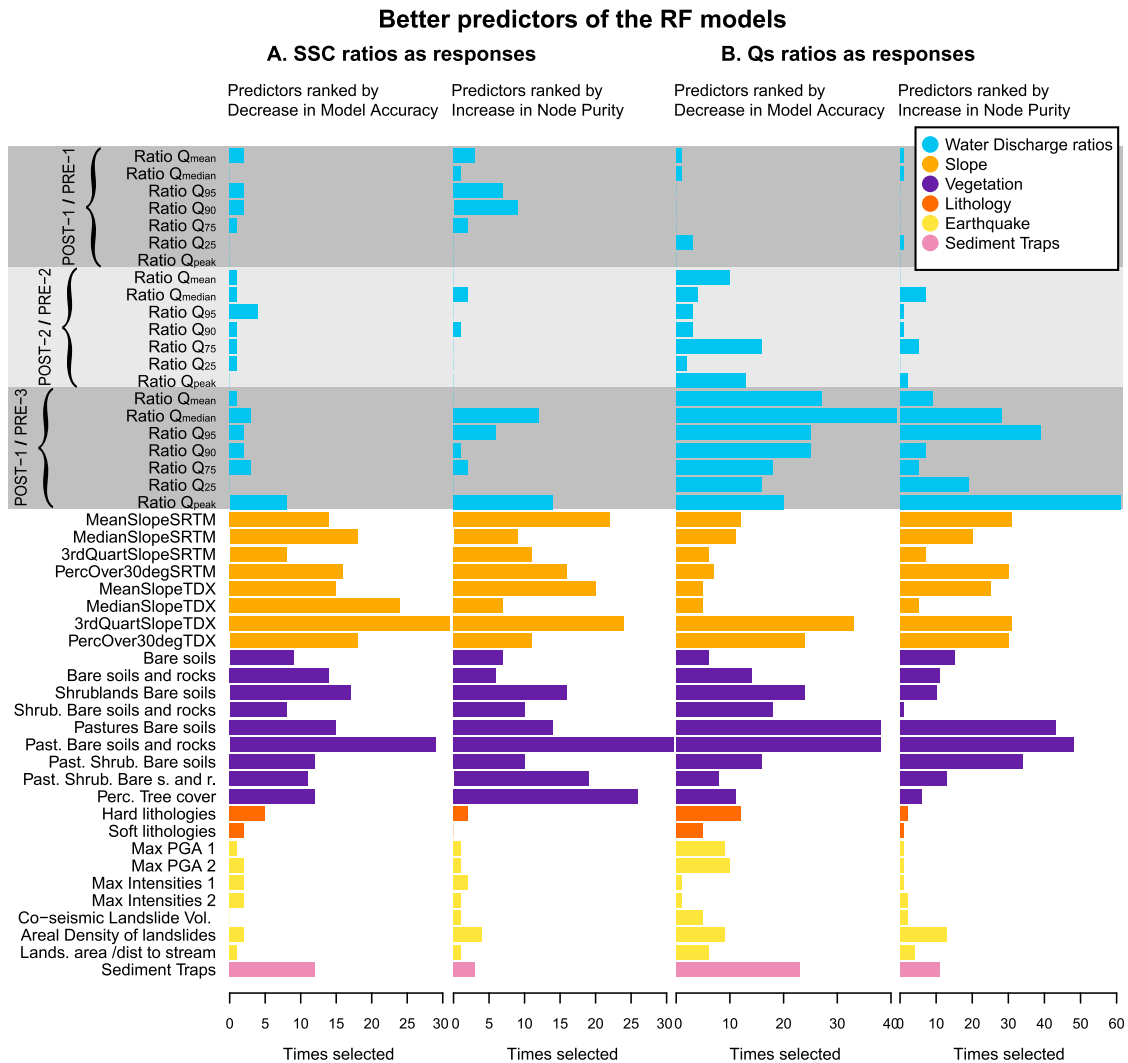 Better predictors of the RF models
A. SSC ratios as responses
B. Qs ratios as responses
Predictors ranked by
Decrease in Model Accuracy
Predictors ranked by
Increase in Node Purity
Predictors ranked by
Decrease in Model Accuracy
Predictors ranked by
Increase in Node Purity
Water Discharge ratios
Slope
Vegetation
Lithology
Earthquake
Sediment Traps
POST−1 / PRE−1
Ratio Qmean
Ratio Qmedian
Ratio Q95
Ratio Q90
Ratio Q75
Ratio Q25
Ratio Qpeak
POST−2 / PRE−2
Ratio Qmean
Ratio Qmedian
Ratio Q95
Ratio Q90
Ratio Q75
Ratio Q25
Ratio Qpeak
POST−1 / PRE−3
Ratio Qmean
Ratio Qmedian
Ratio Q95
Ratio Q90
Ratio Q75
Ratio Q25
Ratio Qpeak
MeanSlopeSRTM
MedianSlopeSRTM
3rdQuartSlopeSRTM
PercOver30degSRTM
MeanSlopeTDX
MedianSlopeTDX
3rdQuartSlopeTDX
PercOver30degTDX
Bare soils
Bare soils and rocks
Shrublands Bare soils
Shrub. Bare soils and rocks
Pastures Bare soils
Past. Bare soils and rocks
Past. Shrub. Bare soils
Past. Shrub. Bare s. and r.
Perc. Tree cover
Hard lithologies
Soft lithologies
Max PGA 1
Max PGA 2
Max Intensities 1
Max Intensities 2
Co−seismic Landslide Vol.
Areal Density of landslides
Lands. area /dist to stream
Sediment Traps
0 5 10 15 20 25 30
0 5 10 15 20 25 30
0 10 20 30 40
0 10 20 30 40 50 60
Times selected
Times selected
Times selected
Times selected